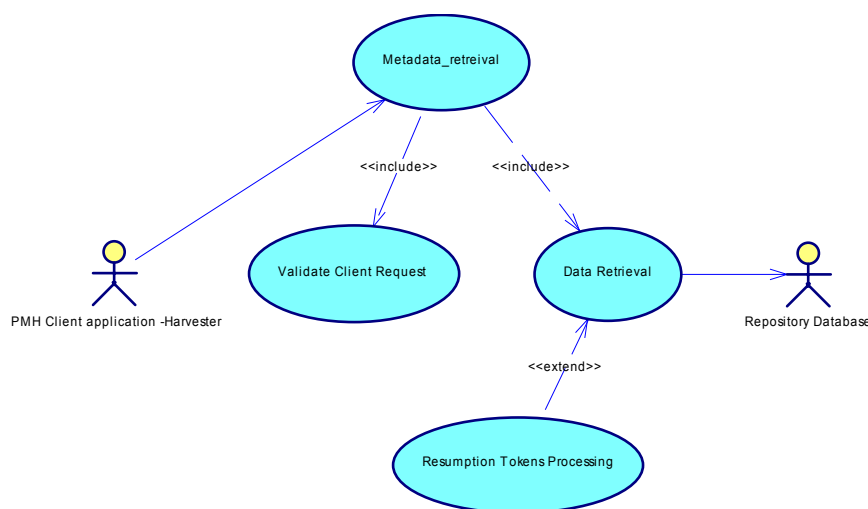 Metadata_retreival
<<include>>
<<include>>
Validate Client Request
Data Retrieval
PMH Client application -Harvester
Repository Database
<<extend>>
Resumption Tokens Processing